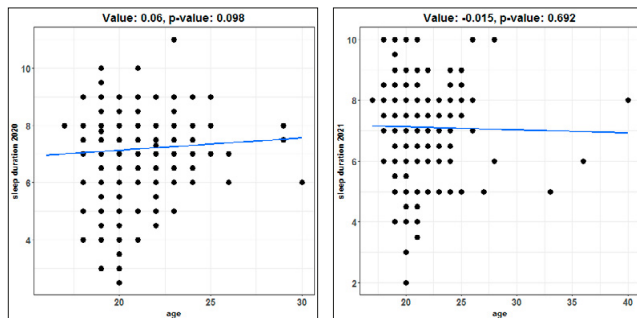 Value: 0.06, p-value: 0.098
sleep duration 2020
10
8
6
4
20
25
30
age
Value: -0.015, p-value: 0.692
sleep duration 2021
10
8
6
4
2
20
25
30
35
40
age